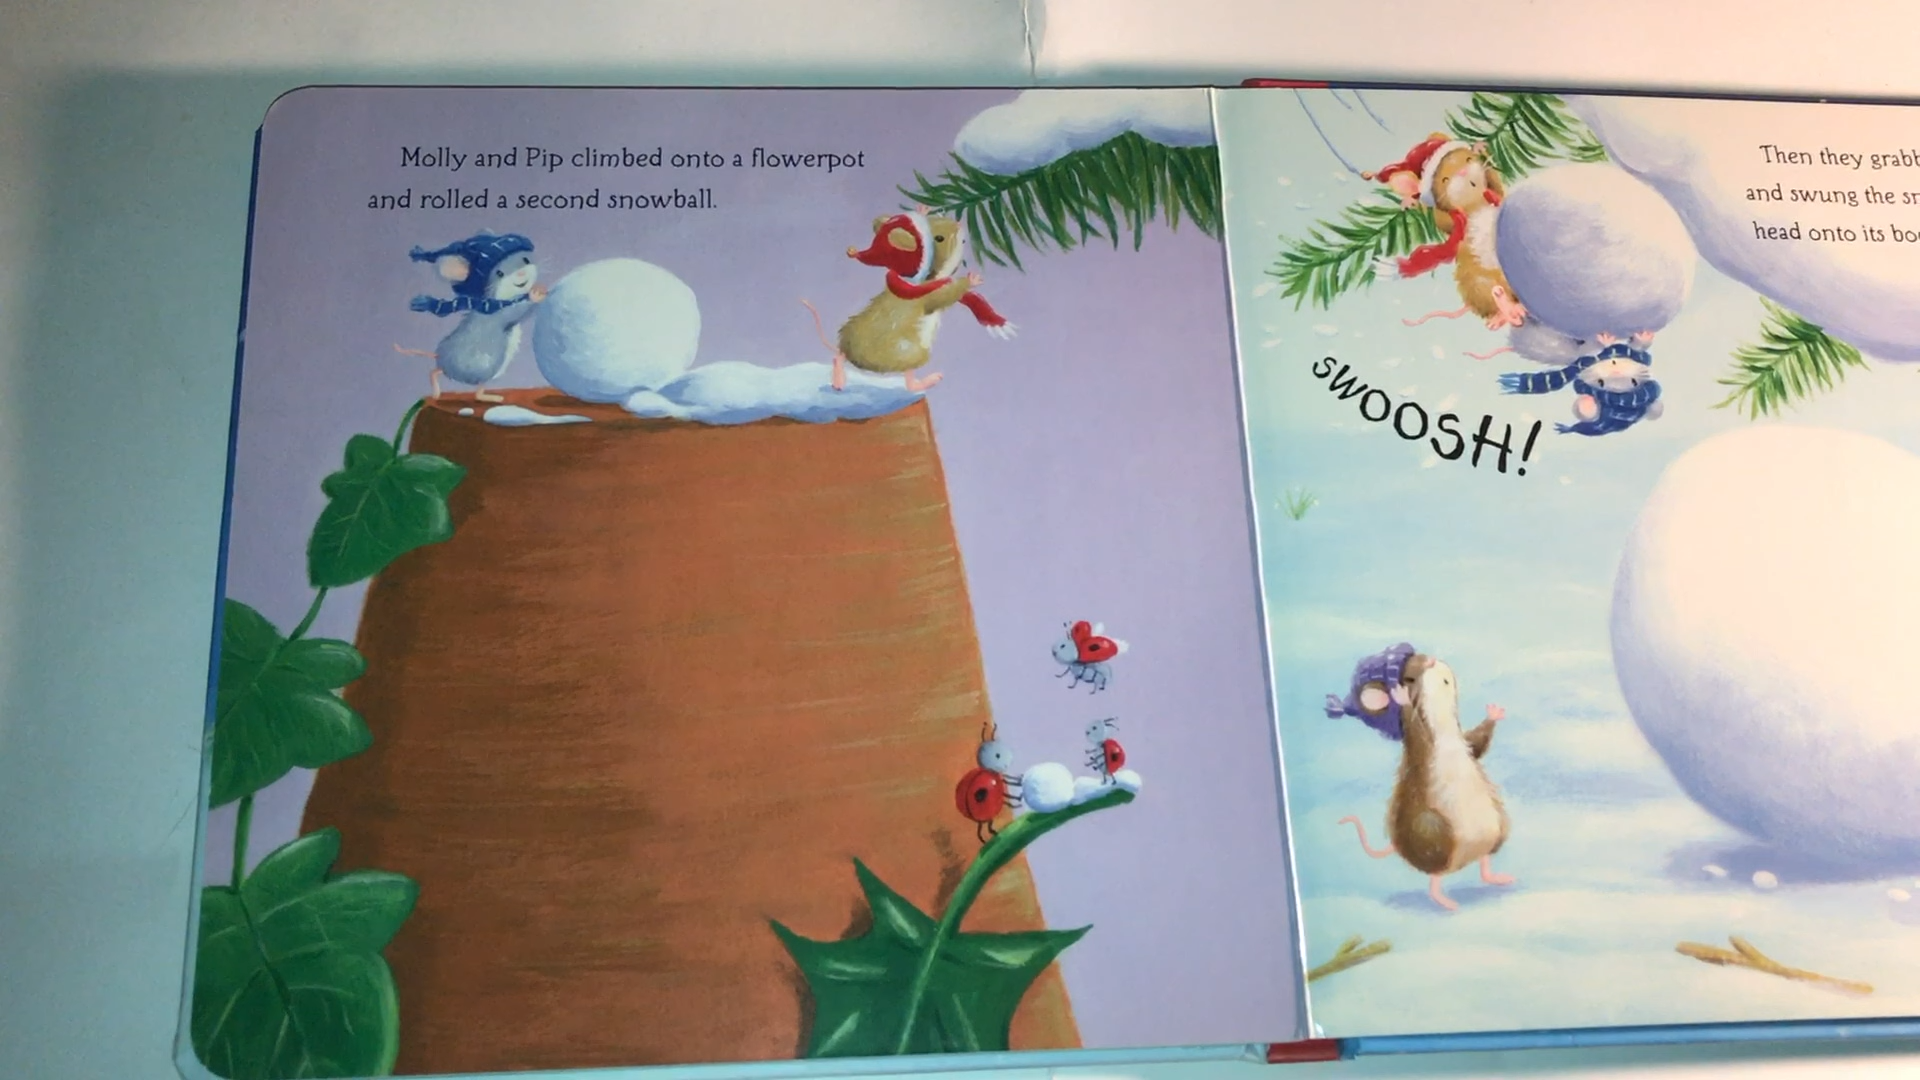 Molly and Pip climbed onto a flowerpot
and rolled a second snowball.
Then they
and swung the
head onto its
SWOOSH!